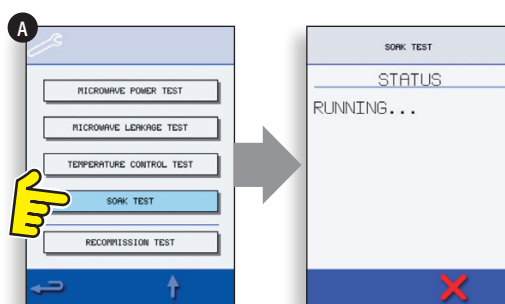 A
MICROWAVE POWER TEST
MICROWAVE LEAKAGE TEST
TEMPERATURE CONTROL TEST
SOAK TEST
RECOMMISSION TEST
SOAK TEST
STATUS
RUNNING...